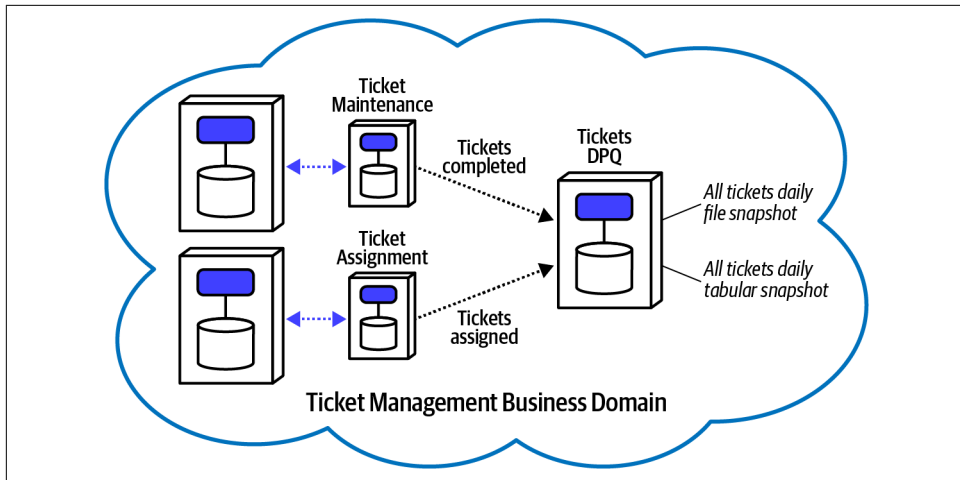 Ticket
Maintenance
Tickets
completed
Tickets
DPQ
All tickets daily
file snapshot
Ticket
Assignment
Tickets
assigned
All tickets daily
tabular snapshot
Ticket Management Business Domain